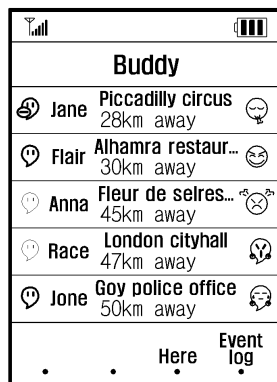 Buddy
Jane Piccadilly circus
28km away
Flair Alhamra restaur...
30km away
Anna Fleur de selres...
45km away
Race London cityhall
47km away
Jone Goy police office
50km away
Here Event log